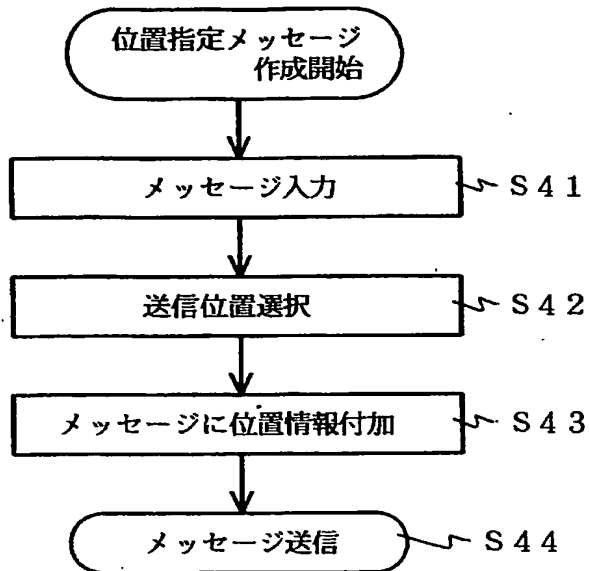 位置指定メッセージ
作成開始
メッセージ入力 S41
送信位置選択 S42
メッセージに位置情報付加 S43
メッセージ送信 S44